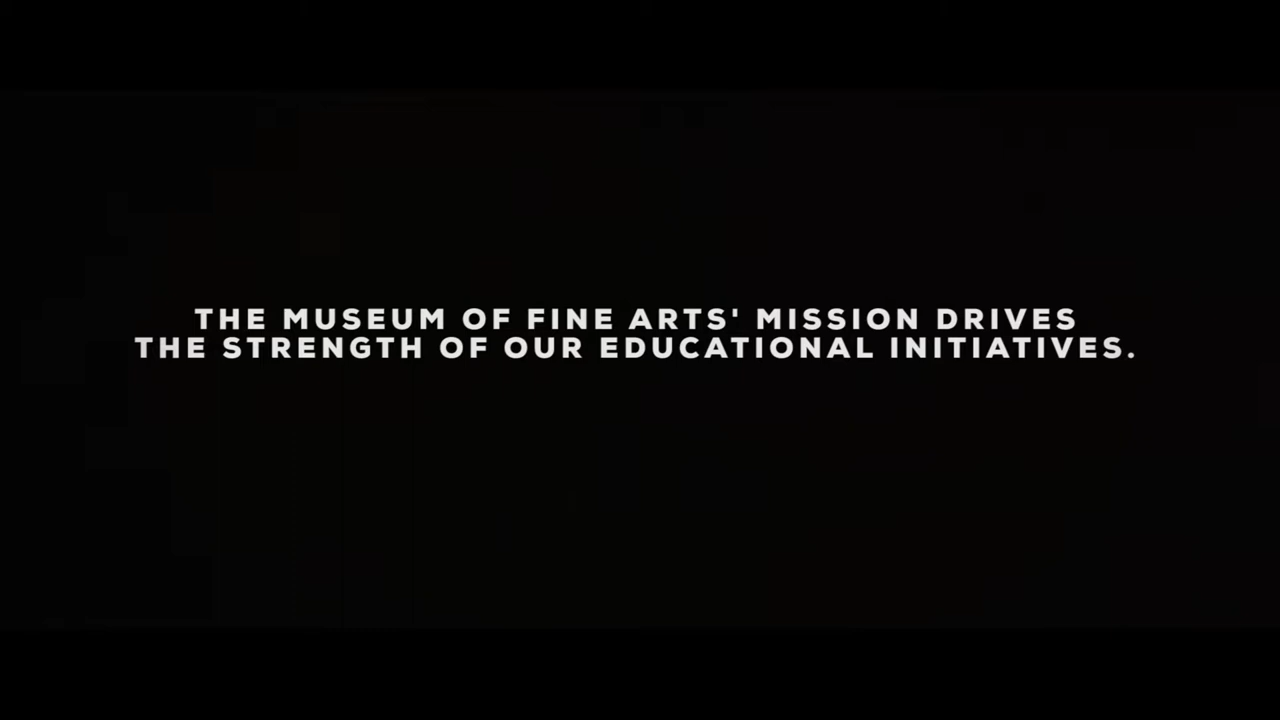 THE MUSEUM OF FINE ARTS' MISSION DRIVES
THE STRENGTH OF OUR EDUCATIONAL INITIATIVES.